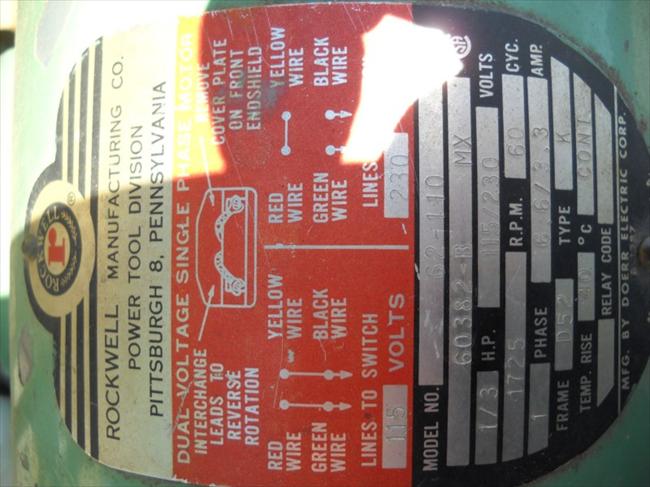 ROCKWELL
r
®
ROCKWELL MANUFACTURING CO.
POWER TOOL DIVISION
PITTSBURGH 8, PENNSYLVANIA
DUAL-VOLTAGE SINGLE PHASE MOTOR
INTERCHANGE
LEADS TO
REVERSE
ROTATION
REMOVE
COVER PLATE
ON FRONT
ENDSHIELD
RED WIRE YELLOW WIRE
GREEN WIRE BLACK WIRE
LINES TO SWITCH
115 VOLTS
RED WIRE YELLOW WIRE
GREEN WIRE BLACK WIRE
LINES
230
MODEL NO. 62-110
60382-B MX
1/3 H.P. 115/230 VOLTS
1725 R.P.M. 60 CYC.
1 PHASE 6.6/3.3 AMP.
FRAME D52 TYPE K
TEMP. RISE 40 °C CONT.
RELAY CODE
MFG. BY DOERR ELECTRIC CORP.